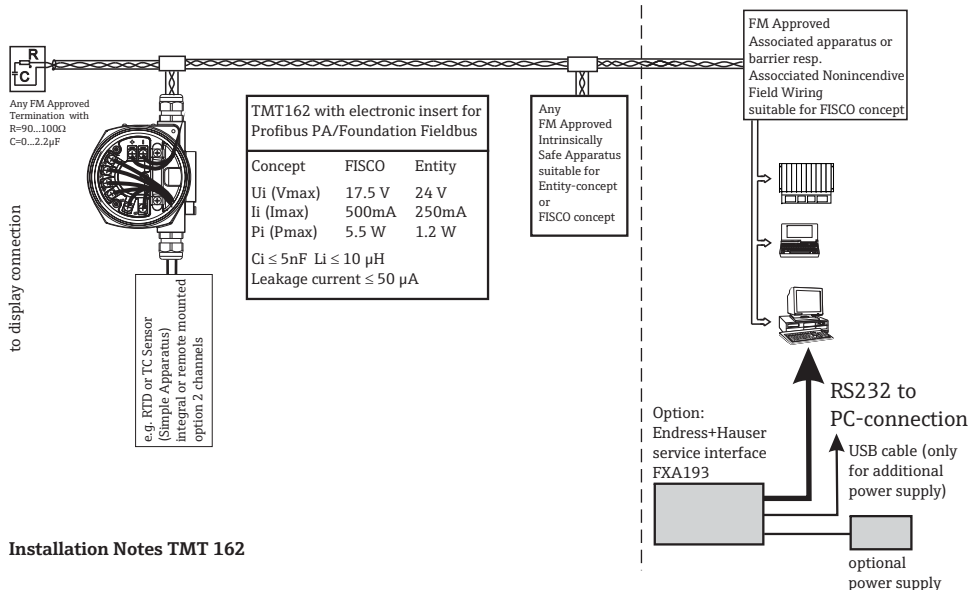 R
C
Any FM Approved
Termination with
R=90...100Ω
C=0...2.2µF
to display connection
e.g. RTD or TC Sensor
(Simple Apparatus)
integral or remote mounted
option 2 channels
TMT162 with electronic insert for
Profibus PA/Foundation Fieldbus
Concept FISCO Entity
Ui (Vmax) 17.5 V 24 V
Ii (Imax) 500mA 250mA
Pi (Pmax) 5.5 W 1.2 W
Ci ≤ 5nF Li ≤ 10 µH
Leakage current ≤ 50 µA
Any
FM Approved
Intrinsically
Safe Apparatus
suitable for
Entity-concept
or
FISCO concept
FM Approved
Associated apparatus or
barrier resp.
Assocciated Nonincendive
Field Wiring
suitable for FISCO concept
RS232 to
PC-connection
USB cable (only
for additional
power supply)
Option:
Endress+Hauser
service interface
FXA193
optional
power supply
Installation Notes TMT 162